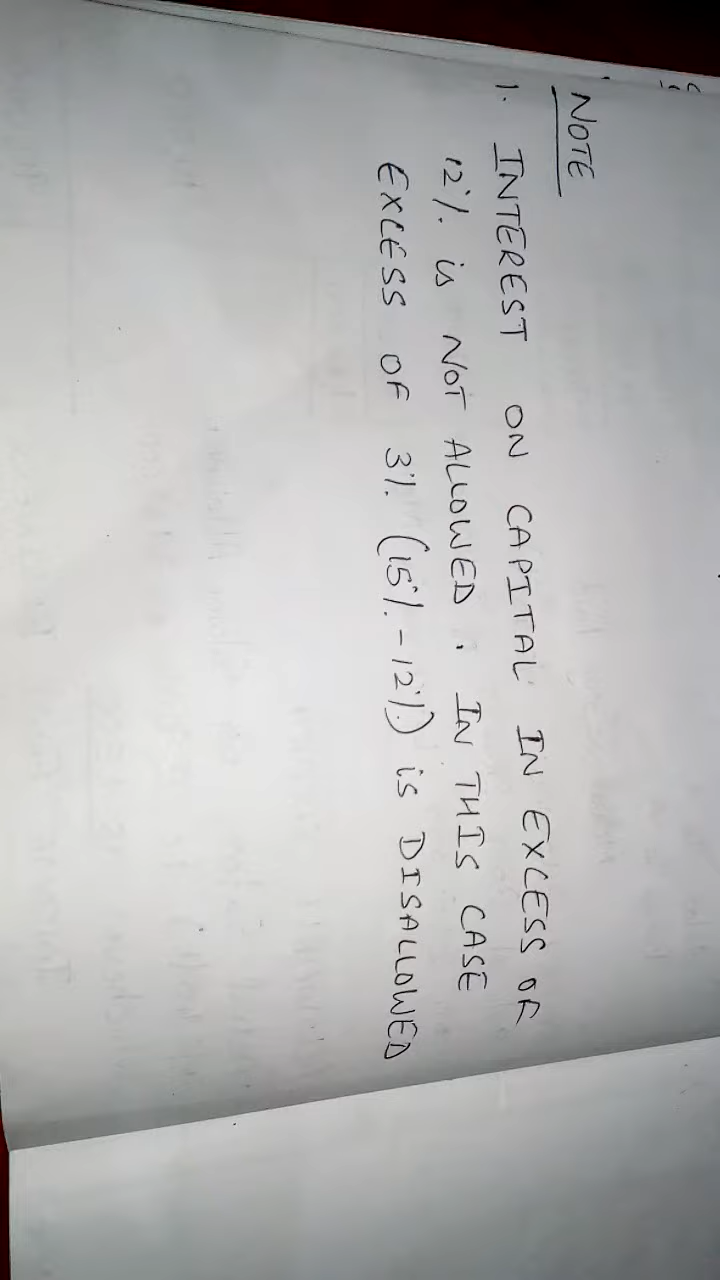 NOTE
1. INTEREST ON CAPITAL IN EXCESS OF
12%. is NOT ALLOWED. IN THIS CASE
EXCESS OF 3%. (15%. - 12%.) is DISALLOWED